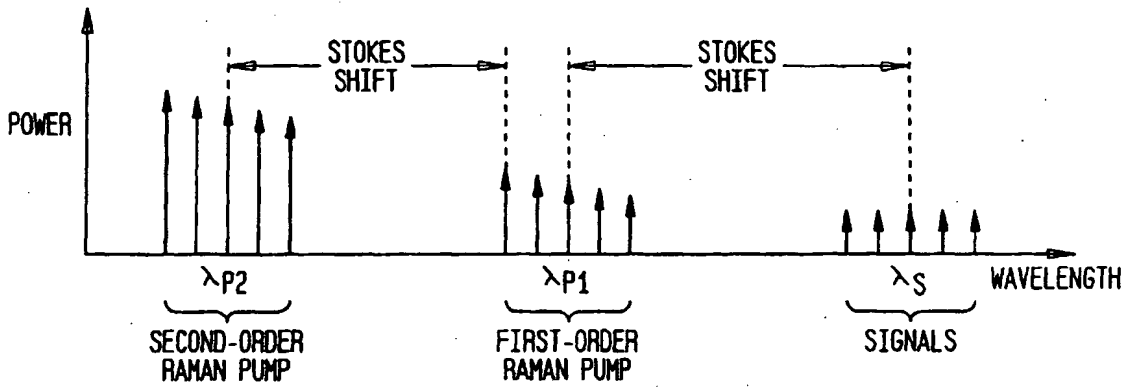 STOKES
SHIFT
STOKES
SHIFT
POWER
λP2
λP1
λS
WAVELENGTH
SECOND-ORDER
RAMAN PUMP
FIRST-ORDER
RAMAN PUMP
SIGNALS